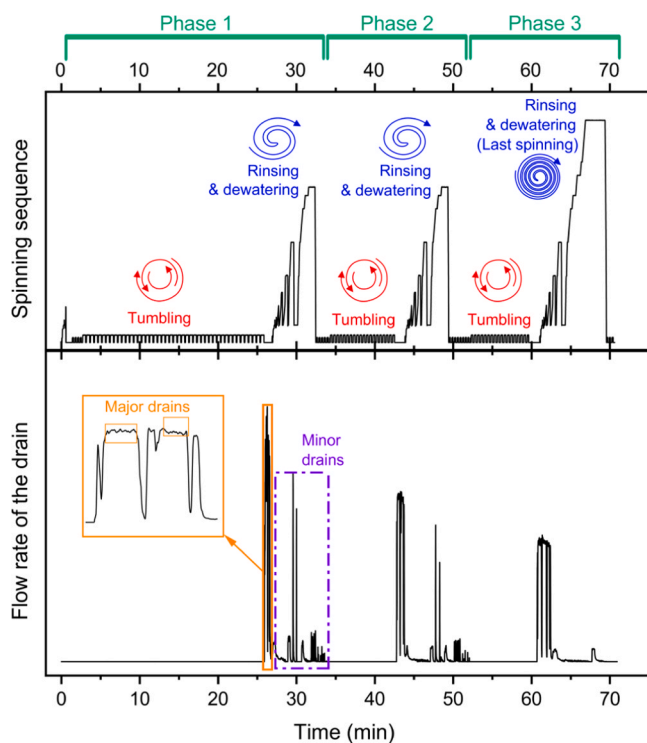 Phase 1 Phase 2 Phase 3
0 10 20 30 40 50 60 70
Spinning sequence
Rinsing
& dewatering
Rinsing
& dewatering
Rinsing
& dewatering
(Last spinning)
Tumbling
Tumbling
Tumbling
Flow rate of the drain
Major drains
Minor
drains
0 10 20 30 40 50 60 70
Time (min)